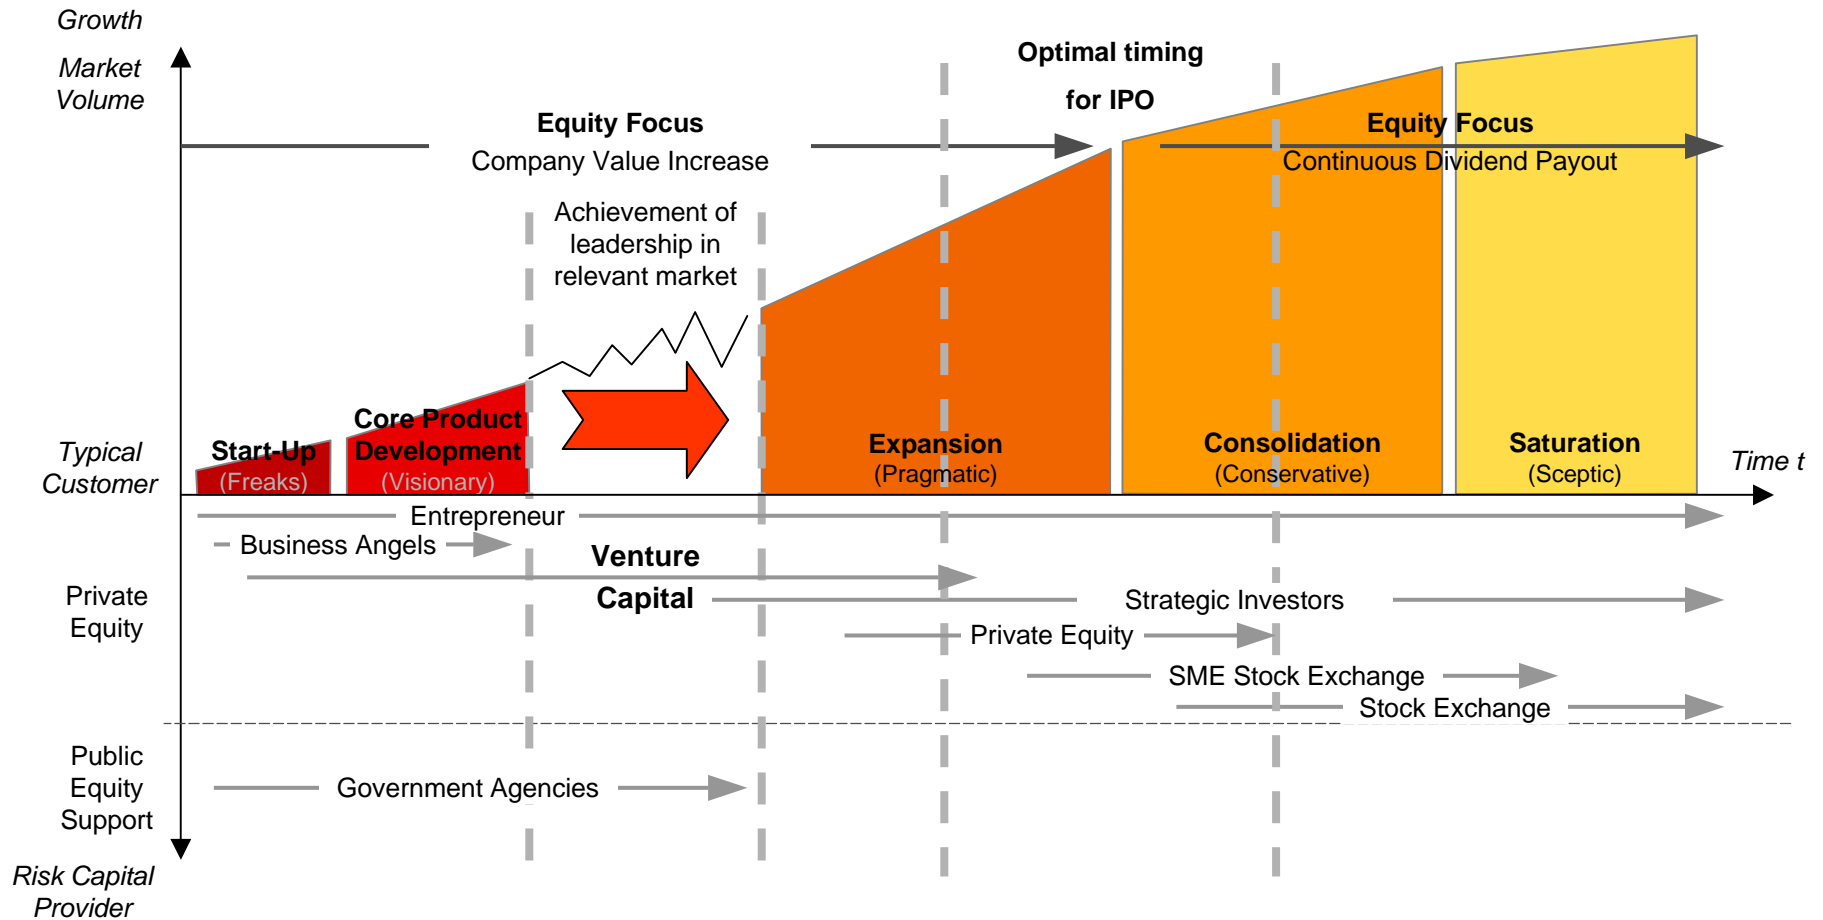 Growth
Market
Volume
Optimal timing
for IPO
Equity Focus
Company Value Increase
Equity Focus
Continuous Dividend Payout
Achievement of
leadership in
relevant market
Typical
Customer
Start-Up
(Freaks)
Core Product
Development
(Visionary)
Expansion
(Pragmatic)
Consolidation
(Conservative)
Saturation
(Sceptic)
Time t
Entrepreneur
Business Angels
Venture
Capital
Private
Equity
Strategic Investors
Private Equity
SME Stock Exchange
Stock Exchange
Public
Equity
Support
Government Agencies
Risk Capital
Provider